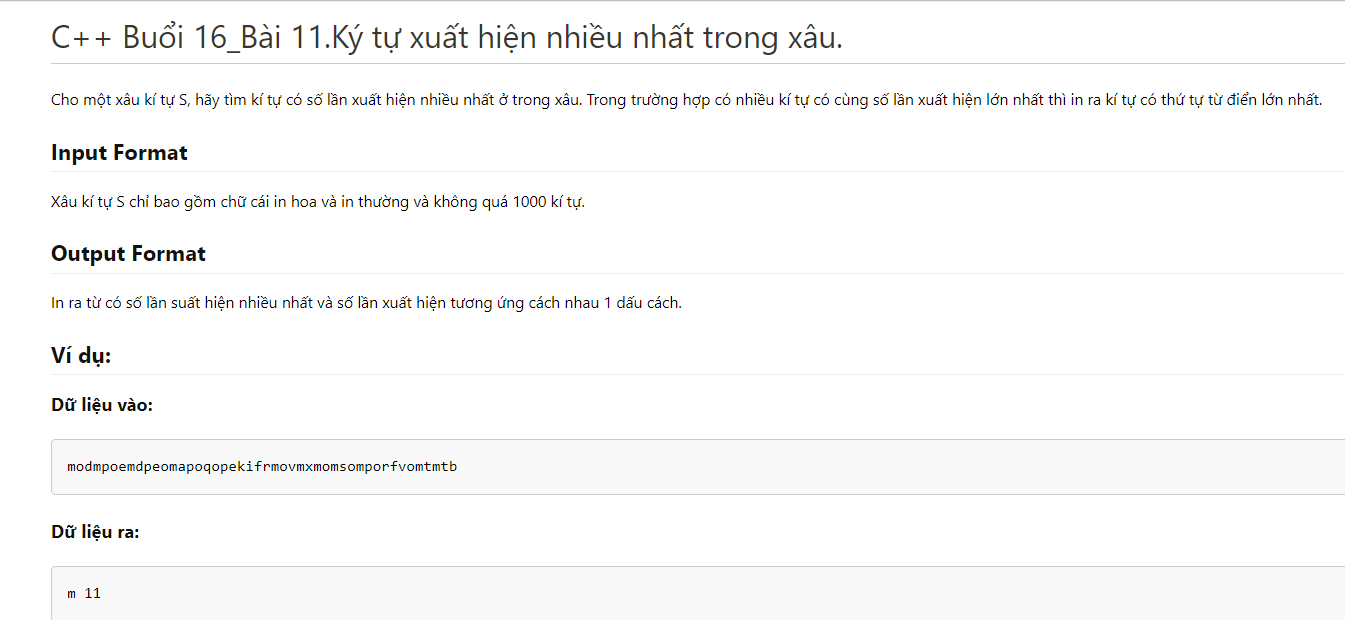 C++ Buổi 16_Bài 11.Ký tự xuất hiện nhiều nhất trong xâu.
Cho một xâu kí tự S, hãy tìm kí tự có số lần xuất hiện nhiều nhất ở trong xâu. Trong trường hợp có nhiều kí tự có cùng số lần xuất hiện lớn nhất thì in ra kí tự có thứ tự từ điển lớn nhất.
Input Format
Xâu kí tự S chỉ bao gồm chữ cái in hoa và in thường và không quá 1000 kí tự.
Output Format
In ra từ có số lần suất hiện nhiều nhất và số lần xuất hiện tương ứng cách nhau 1 dấu cách.
Ví dụ:
Dữ liệu vào:
modmpoemdpeomapoqopekifrmovmxmomsomporfvomtmtb
Dữ liệu ra:
m 11